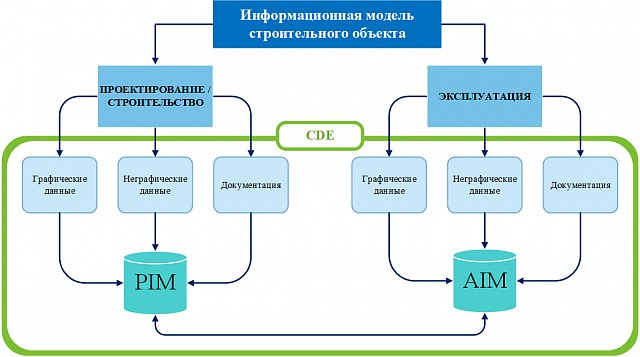 Информационная модель
строительного объекта
ПРОЕКТИРОВАНИЕ /
СТРОИТЕЛЬСТВО
ЭКСПЛУАТАЦИЯ
CDE
Графические
данные
Неграфические
данные
Документация
Графические
данные
Неграфические
данные
Документация
PIM
AIM